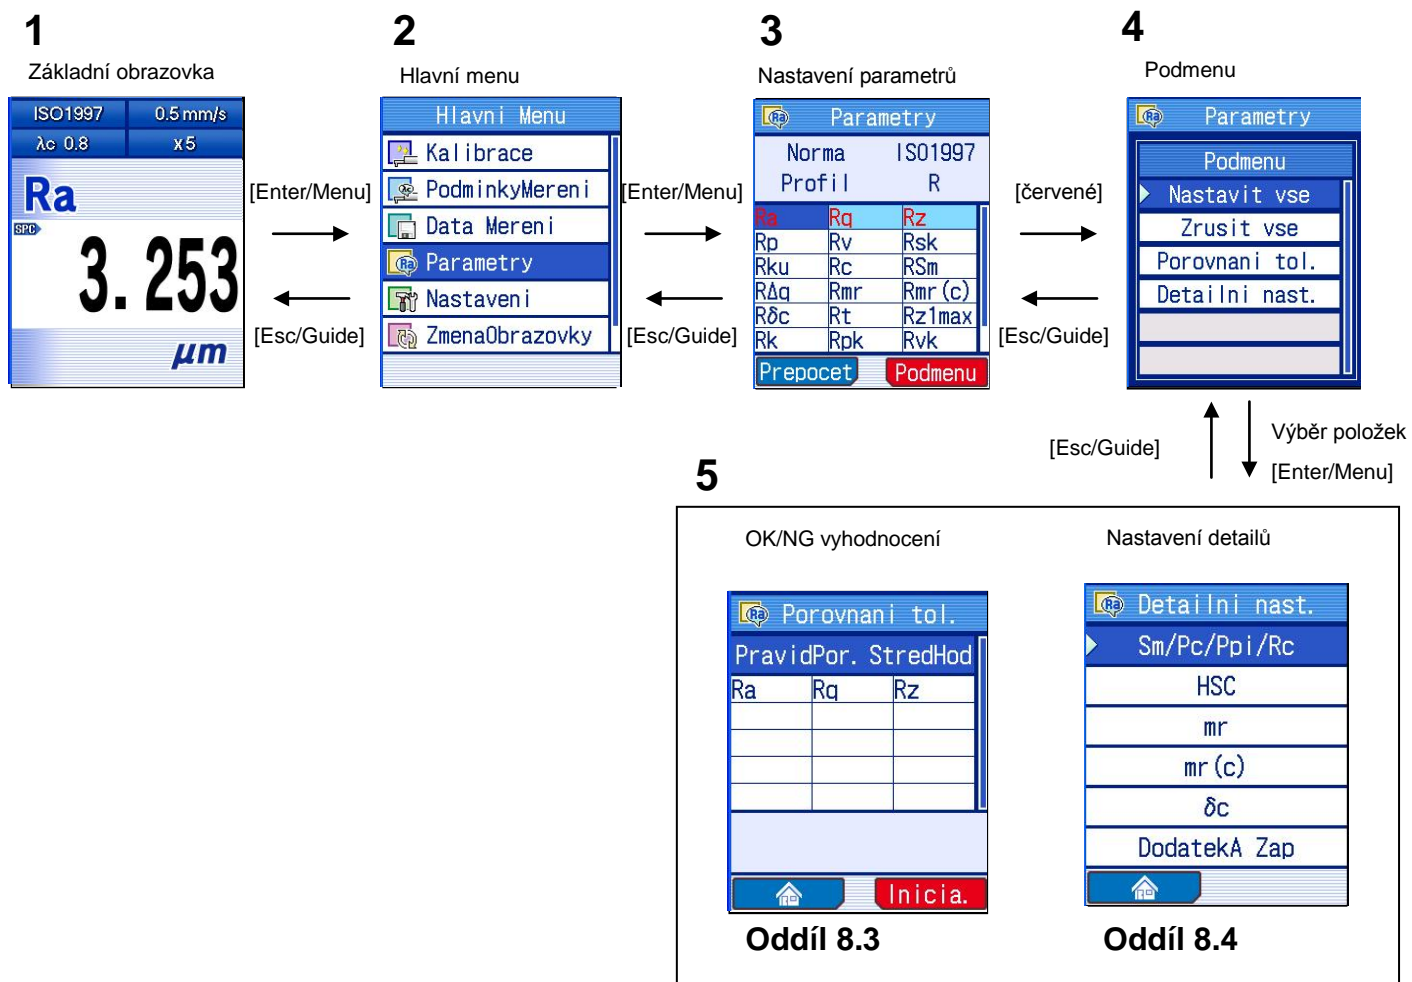 1
Základní obrazovka
ISO1997 0.5 mm/s
λc 0.8 x5
Ra
SPC
3.253
µm
[Enter/Menu]
[Esc/Guide]
2
Hlavní menu
Hlavni Menu
Kalibrace
PodminkyMereni
Data Mereni
Parametry
Nastaveni
ZmenaObrazovky
[Enter/Menu]
[Esc/Guide]
3
Nastavení parametrů
Ra Parametry
Norma ISO1997
Profil R
Ra Rq Rz
Rp Rv Rsk
Rku Rc RSm
RΔq Rmr Rmr(c)
Rδc Rt Rz1max
Rk Rpk Rvk
Prepocet Podmenu
[červené]
[Esc/Guide]
4
Podmenu
Ra Parametry
Podmenu
Nastavit vse
Zrusit vse
Porovnani tol.
Detailni nast.
[Esc/Guide]
Výběr položek
[Enter/Menu]
5
OK/NG vyhodnocení
Ra Porovnani tol.
PravidPor. StredHod
Ra Rq Rz
Inicia.
Oddíl 8.3
Nastavení detailů
Ra Detailni nast.
Sm/Pc/Ppi/Rc
HSC
mr
mr(c)
δc
DodatekA Zap
Oddíl 8.4